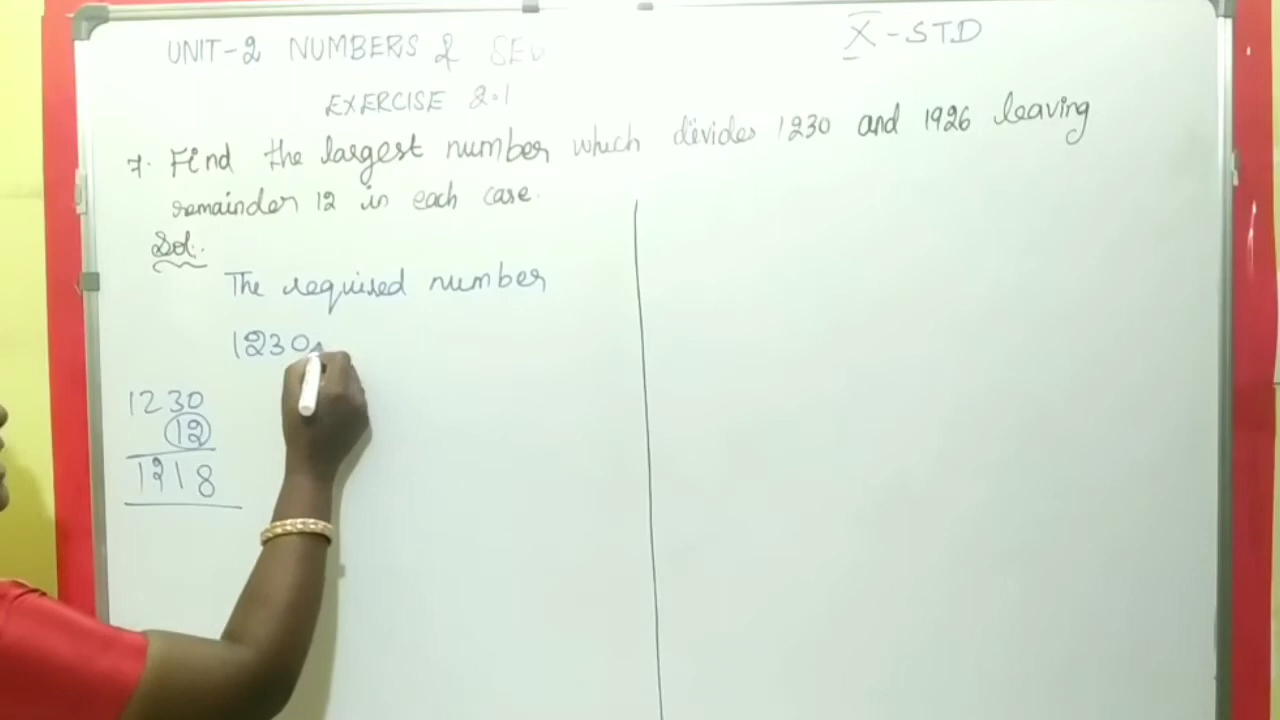 UNIT-2 NUMBERS &
X-STD
EXERCISE 2.1
7. Find the largest number which divides 1230 and 1926 leaving
remainder 12 in each case.
Sol:
The required number
1230
1230
12
1218